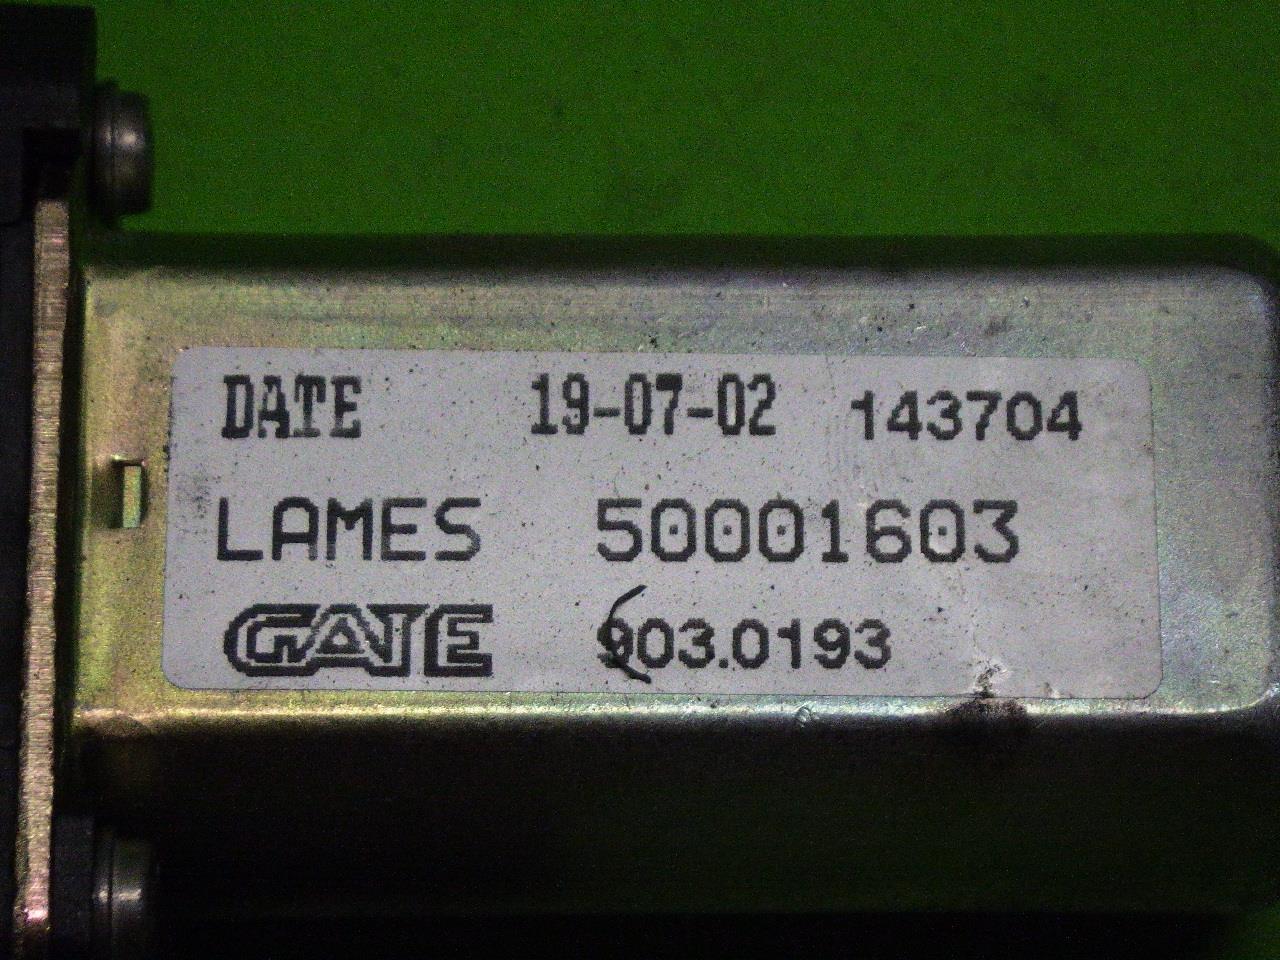 DATE 19-07-02 143704
LAMES 50001603
GATE 903.0193